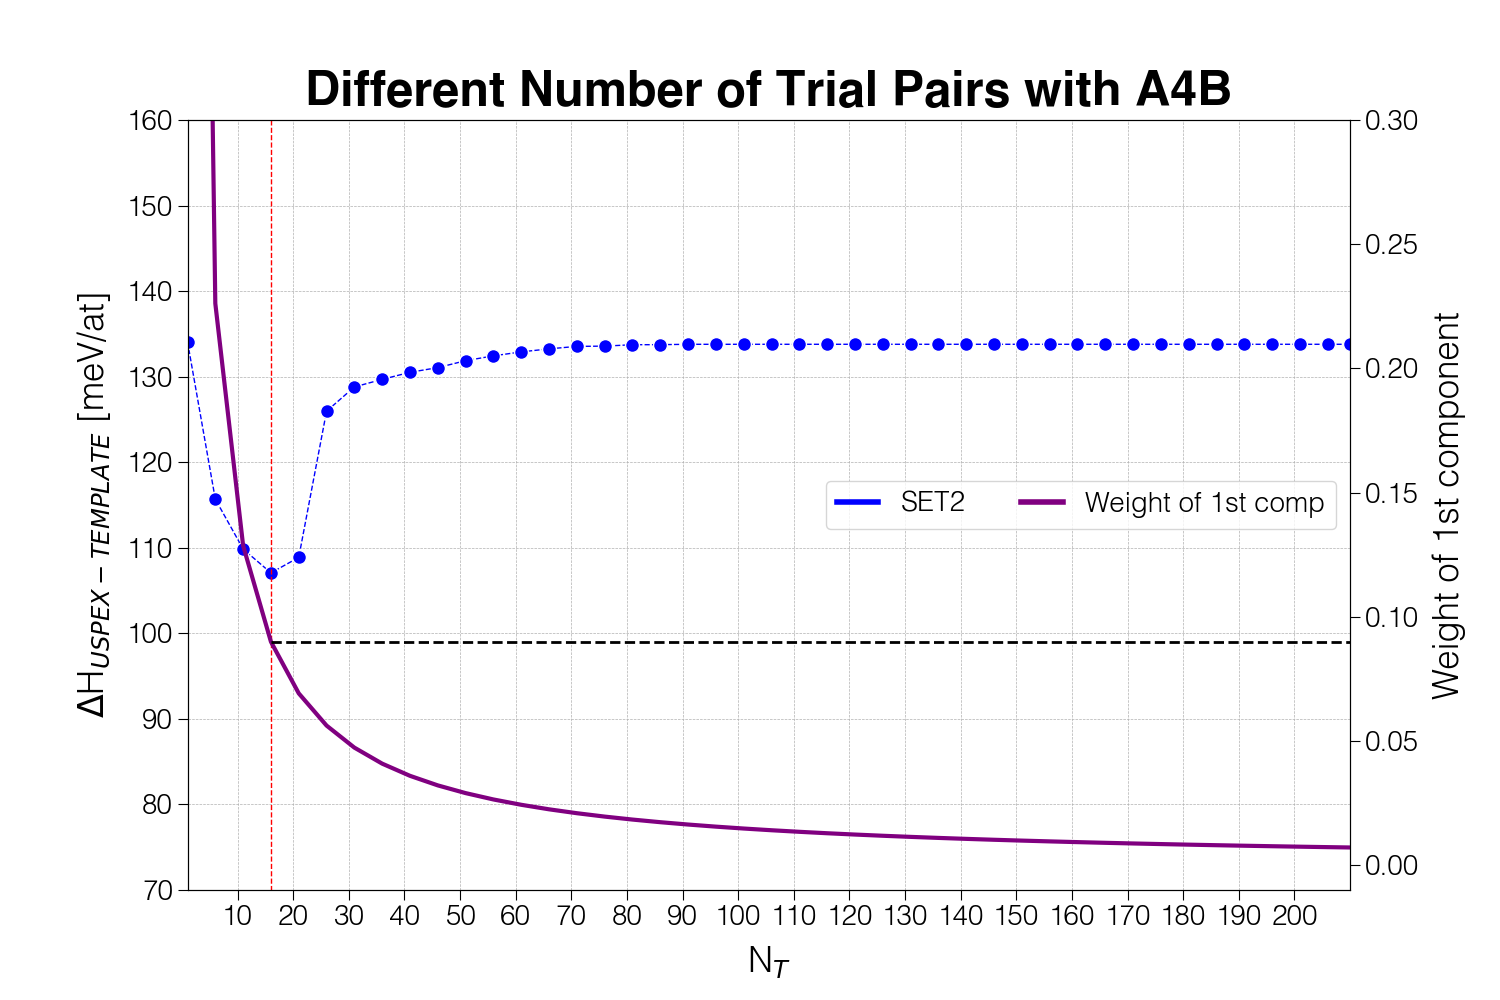 Different Number of Trial Pairs with A4B
160
150
140
130
120
110
100
90
80
70
ΔH_{USPEX−TEMPLATE} [meV/at]
0.30
0.25
0.20
0.15
0.10
0.05
0.00
Weight of 1st component
SET2 Weight of 1st comp
10 20 30 40 50 60 70 80 90 100 110 120 130 140 150 160 170 180 190 200
N_T